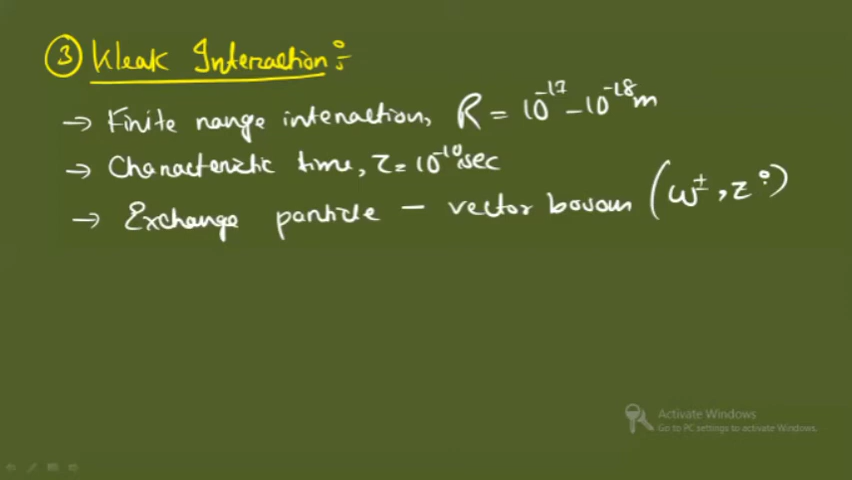 ③ Weak Interaction:-
→ Finite range interaction, R = 10⁻¹⁷ - 10⁻¹⁸ m
→ Characteristic time, τ = 10⁻¹⁰ sec
→ Exchange particle - vector boson (W±, Z⁰)
Activate Windows
Go to PC settings to activate Windows.